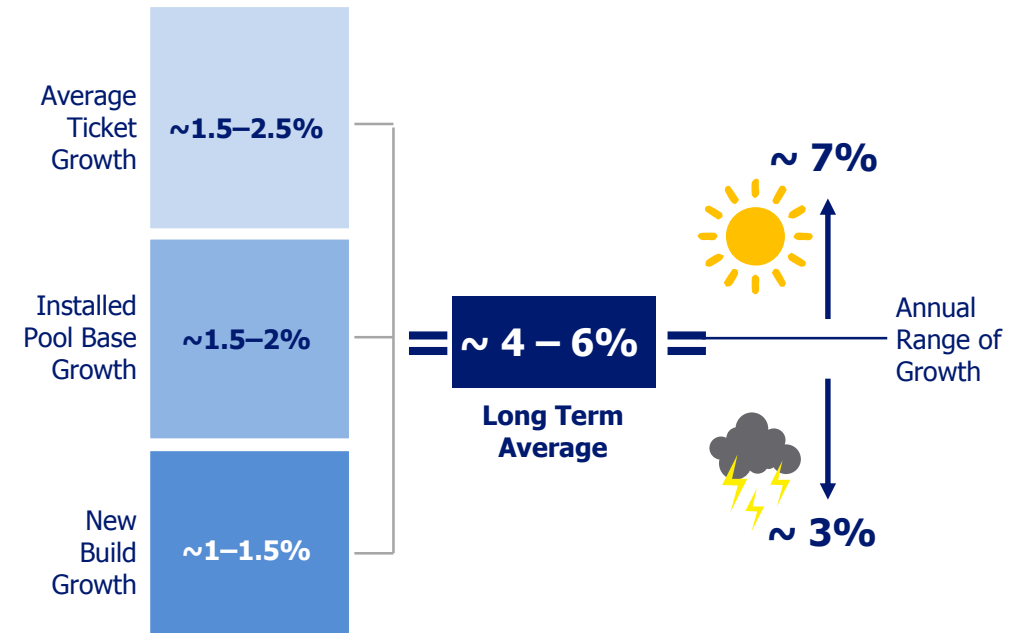 Average
Ticket
Growth
~1.5–2.5%
Installed
Pool Base
Growth
~1.5–2%
New
Build
Growth
~1–1.5%
= ~ 4 – 6% =
Long Term
Average
~ 7%
Annual
Range of
Growth
~ 3%